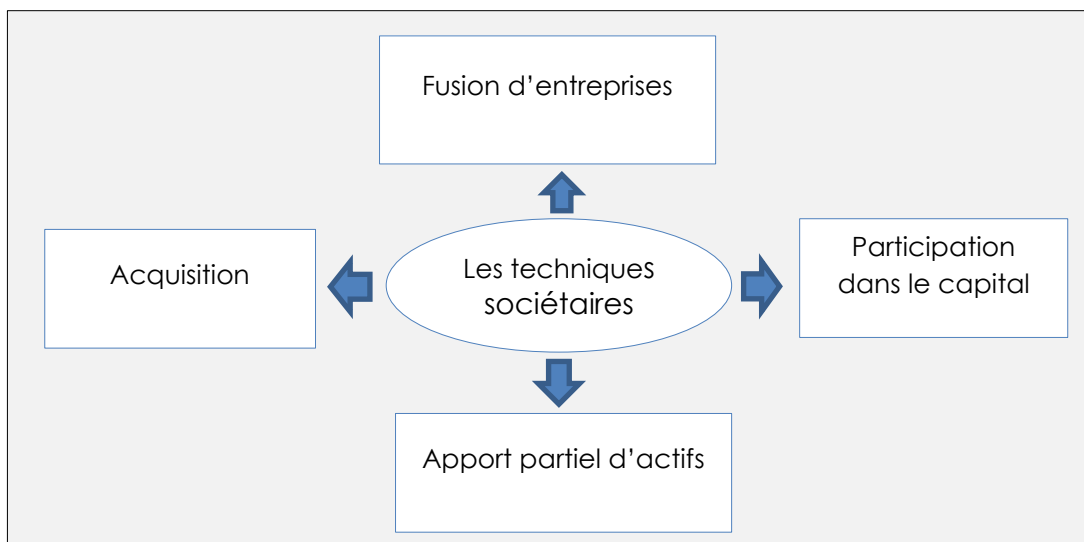 Fusion d’entreprises
Acquisition
Les techniques
sociétaires
Participation
dans le capital
Apport partiel d’actifs